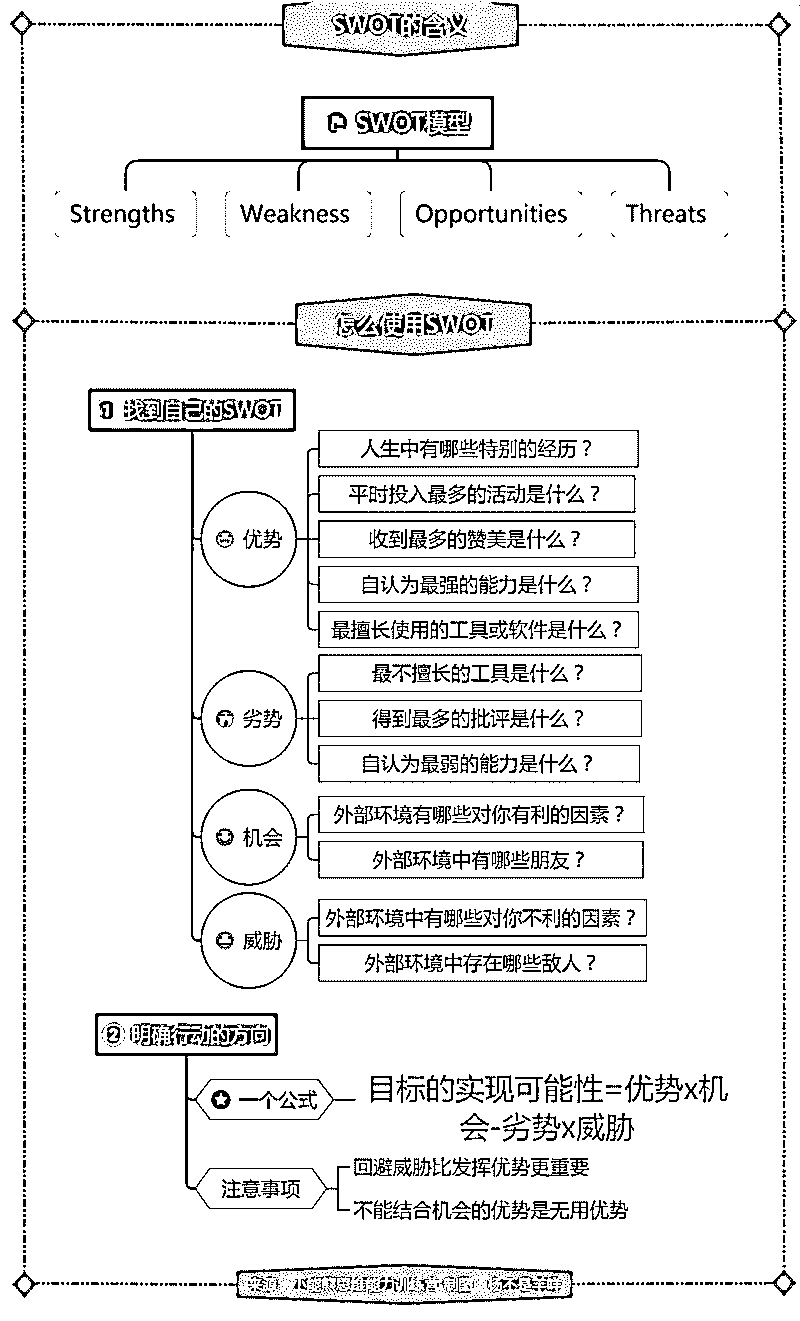 SWOT的含义
SWOT模型
Strengths
Weakness
Opportunities
Threats
怎么使用SWOT
1 找到自己的SWOT
优势
人生中有哪些特别的经历？
平时投入最多的活动是什么？
收到最多的赞美是什么？
自认为最强的能力是什么？
最擅长使用的工具或软件是什么？
劣势
最不擅长的工具是什么？
得到最多的批评是什么？
自认为最弱的能力是什么？
机会
外部环境有哪些对你有利的因素？
外部环境中有哪些朋友？
威胁
外部环境中有哪些对你不利的因素？
外部环境中存在哪些敌人？
② 明确行动的方向
一个公式
目标的实现可能性=优势x机
会-劣势x威胁
注意事项
回避威胁比发挥优势更重要
不能结合机会的优势是无用优势